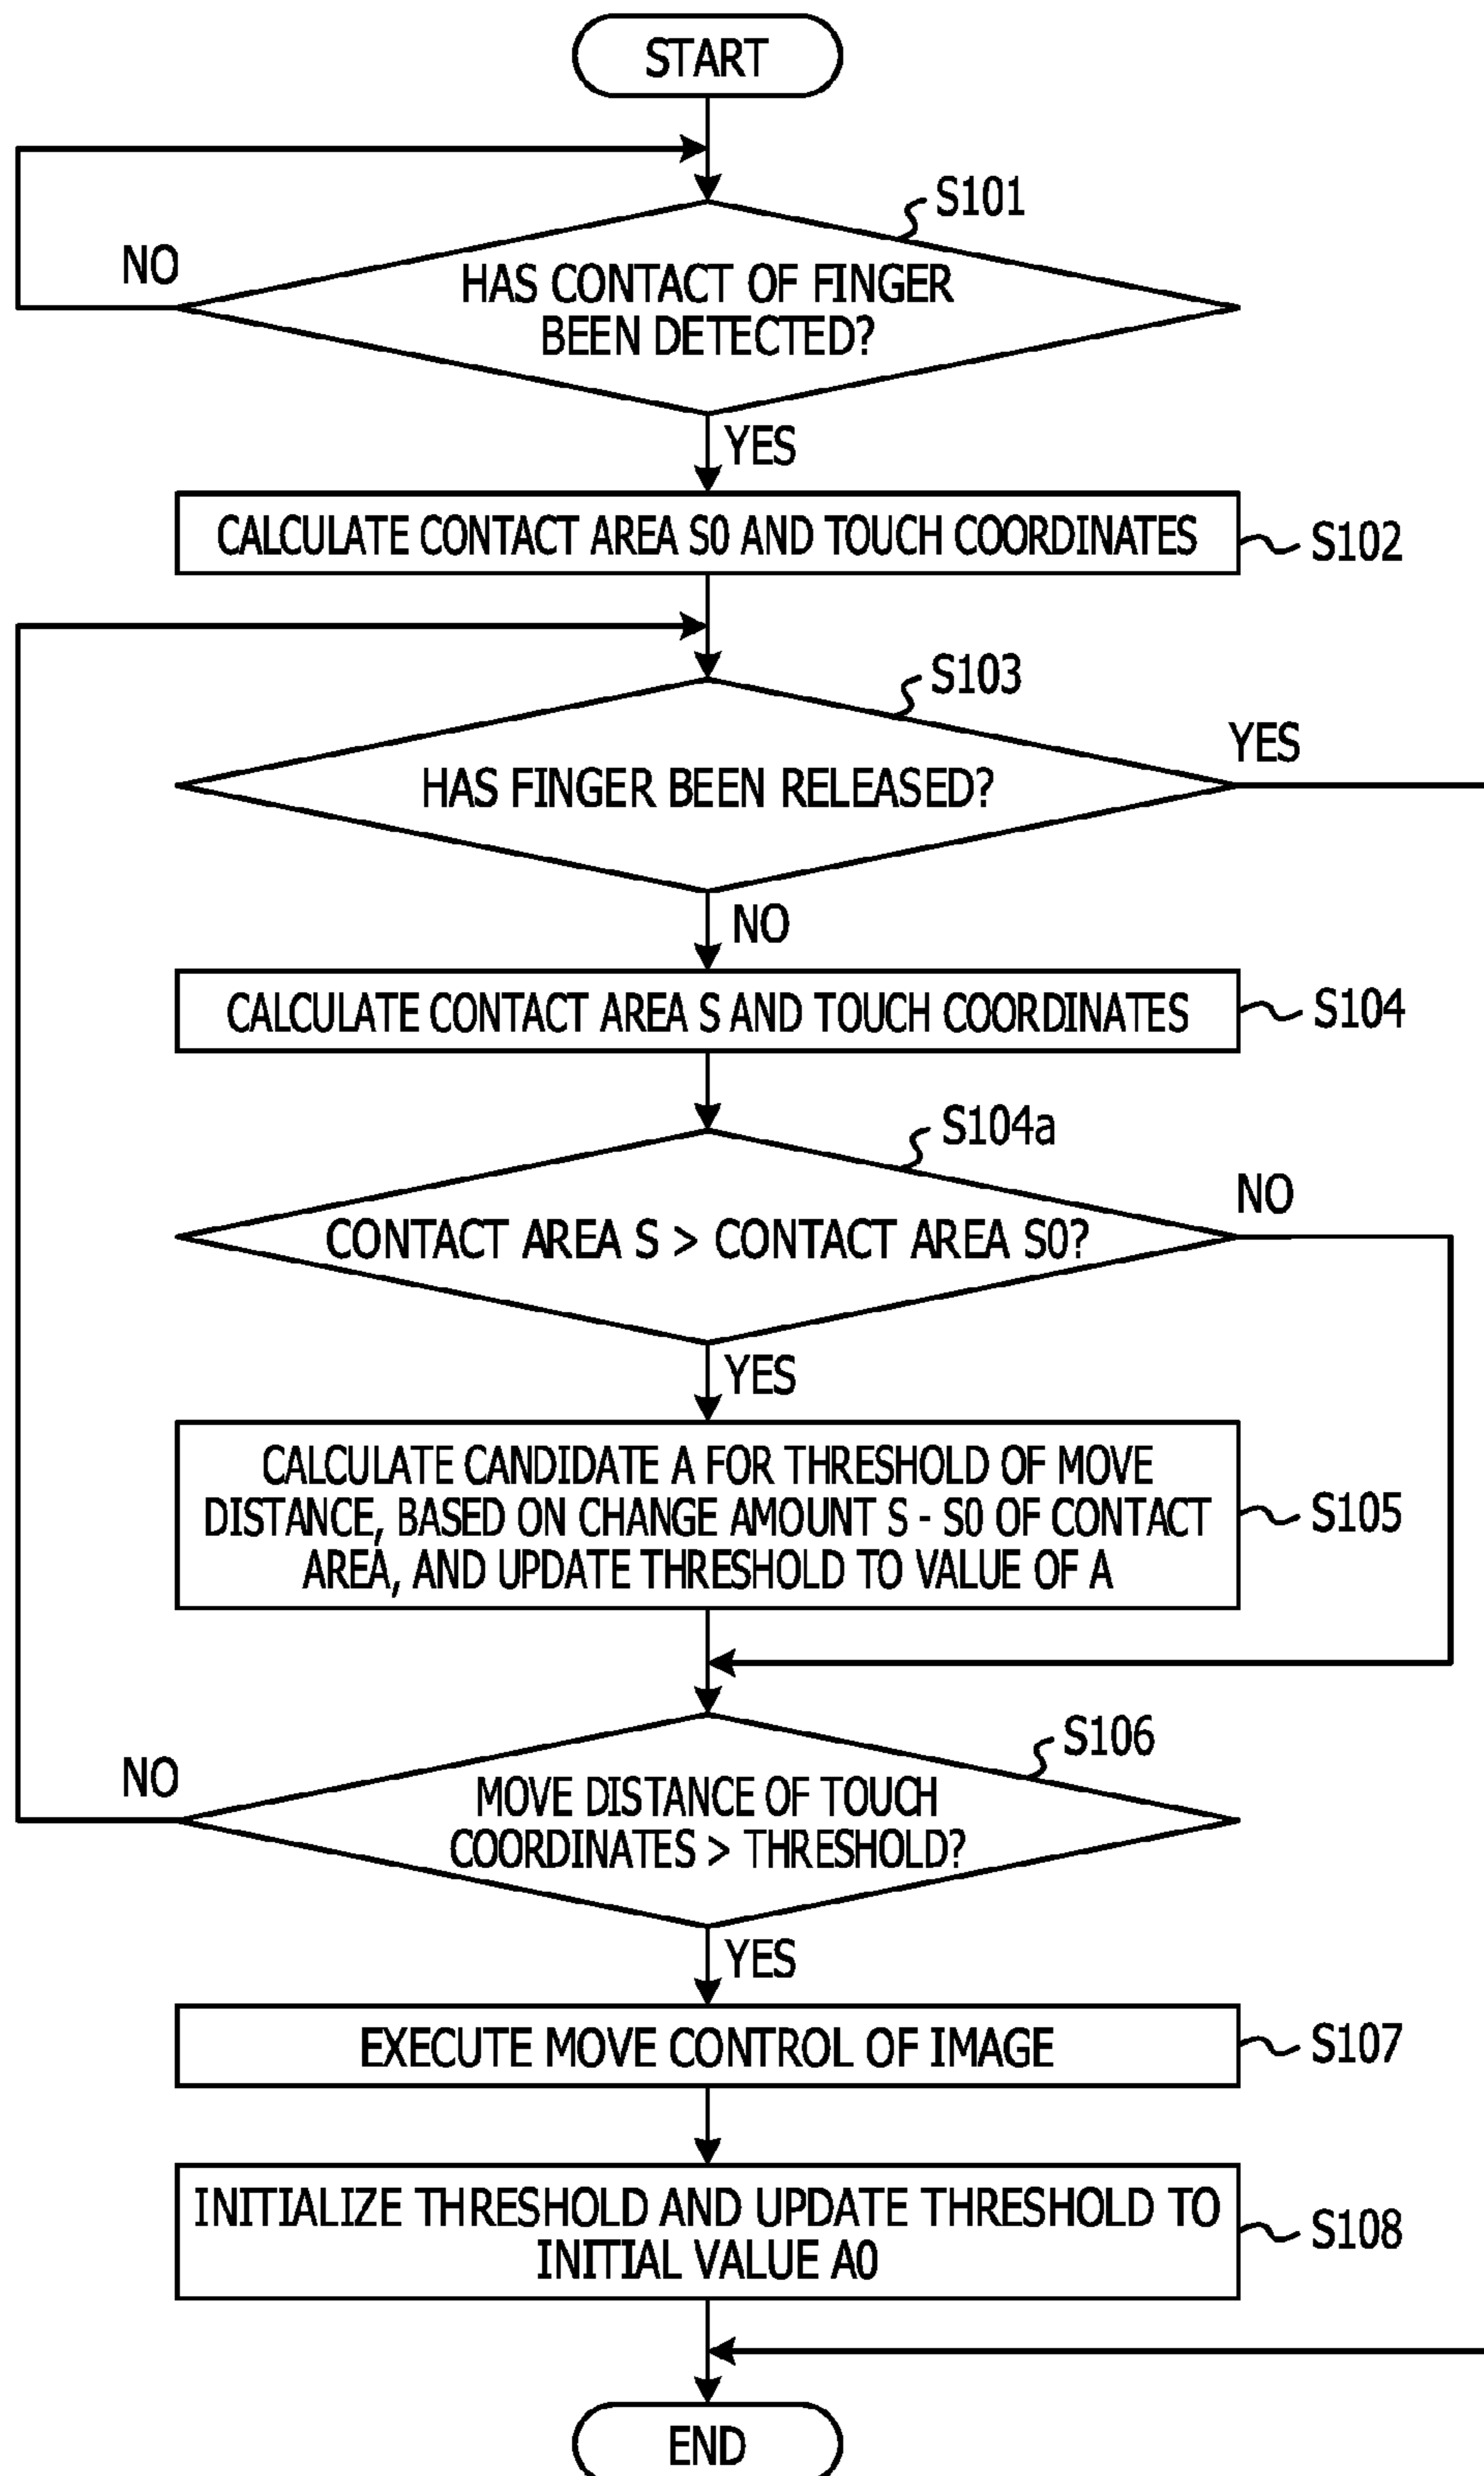 START
S101
NO
HAS CONTACT OF FINGER
BEEN DETECTED?
YES
CALCULATE CONTACT AREA S0 AND TOUCH COORDINATES
S102
S103
YES
HAS FINGER BEEN RELEASED?
NO
CALCULATE CONTACT AREA S AND TOUCH COORDINATES
S104
S104a
NO
CONTACT AREA S > CONTACT AREA S0?
YES
CALCULATE CANDIDATE A FOR THRESHOLD OF MOVE
DISTANCE, BASED ON CHANGE AMOUNT S - S0 OF CONTACT
AREA, AND UPDATE THRESHOLD TO VALUE OF A
S105
S106
NO
MOVE DISTANCE OF TOUCH
COORDINATES > THRESHOLD?
YES
EXECUTE MOVE CONTROL OF IMAGE
S107
INITIALIZE THRESHOLD AND UPDATE THRESHOLD TO
INITIAL VALUE A0
S108
END